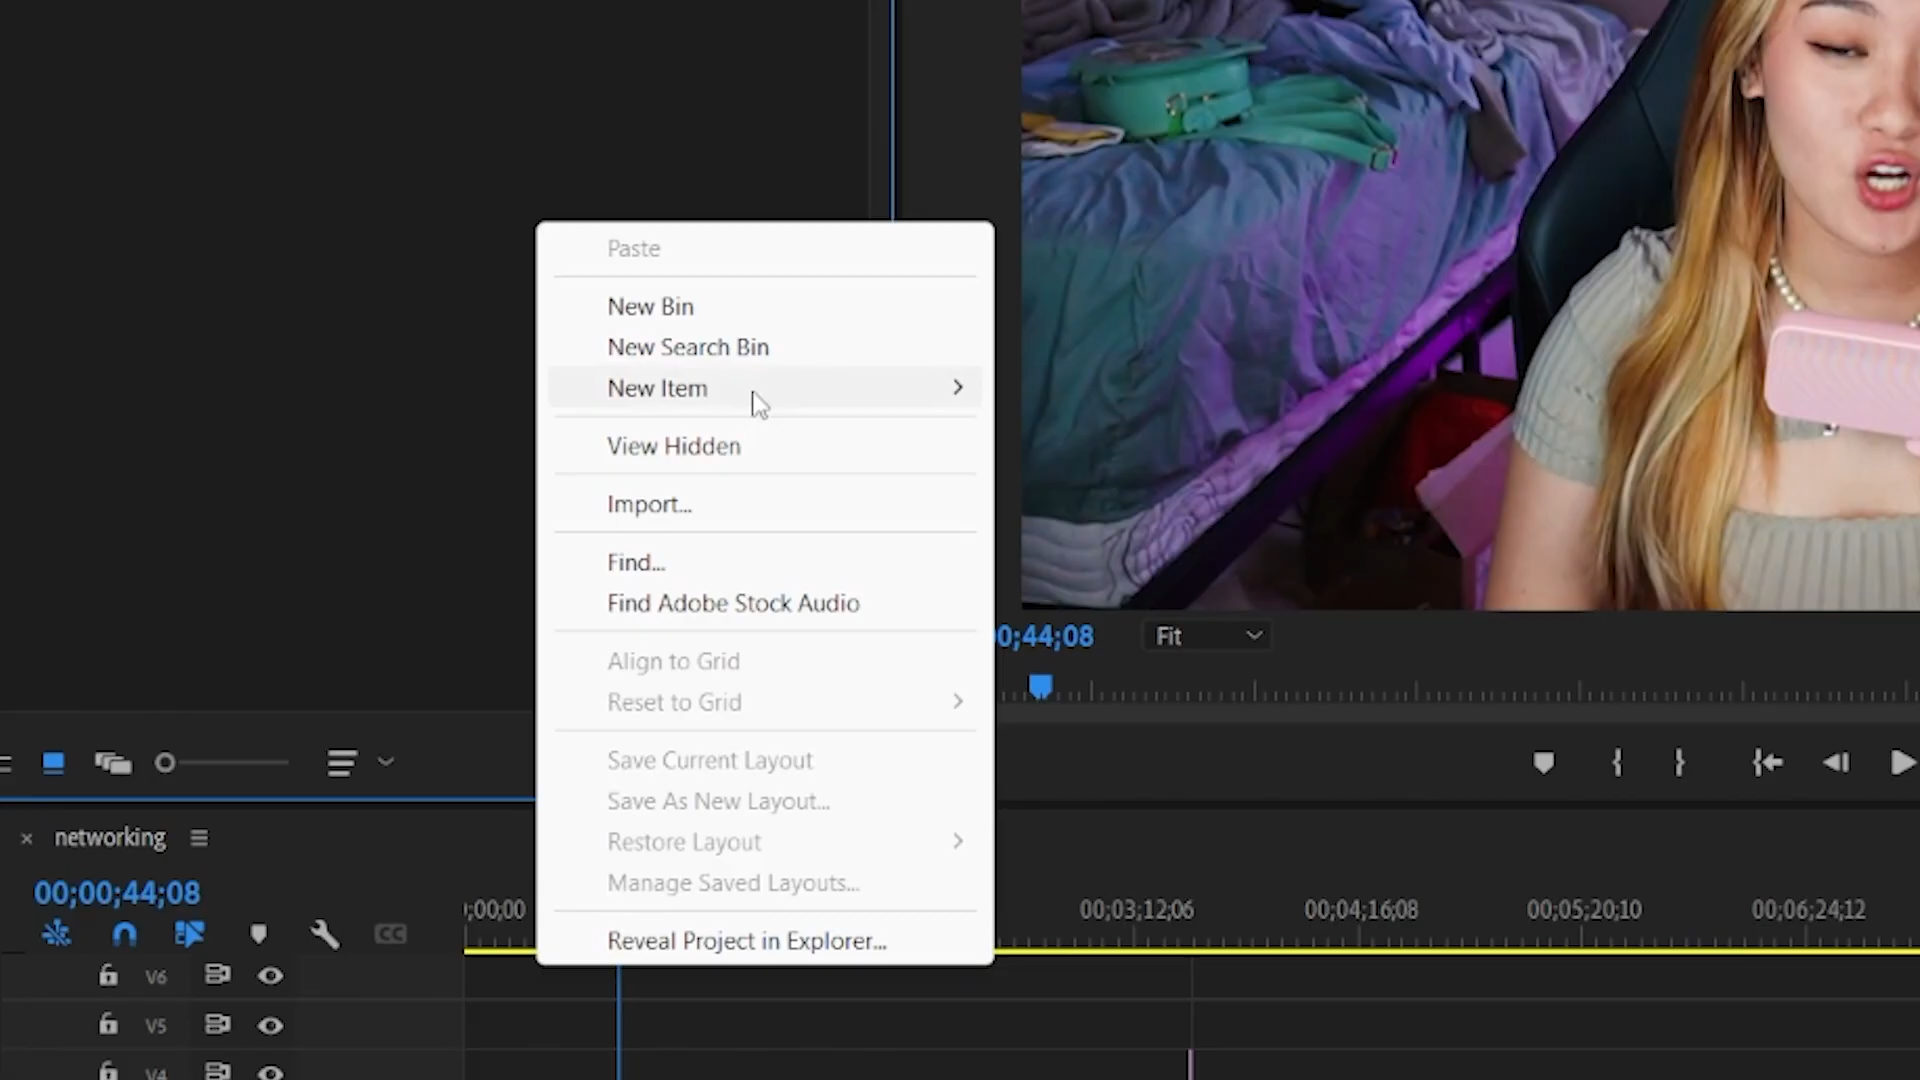 Paste
New Bin
New Search Bin
New Item
View Hidden
Import...
Find...
Find Adobe Stock Audio
Align to Grid
Reset to Grid
Save Current Layout
Save As New Layout...
Restore Layout
Manage Saved Layouts...
Reveal Project in Explorer...
0;44;08
Fit
networking
00;00;44;08
;00;00
00;03;12;06
00;04;16;08
00;05;20;10
00;06;24;12
CC
V6
V5
V4